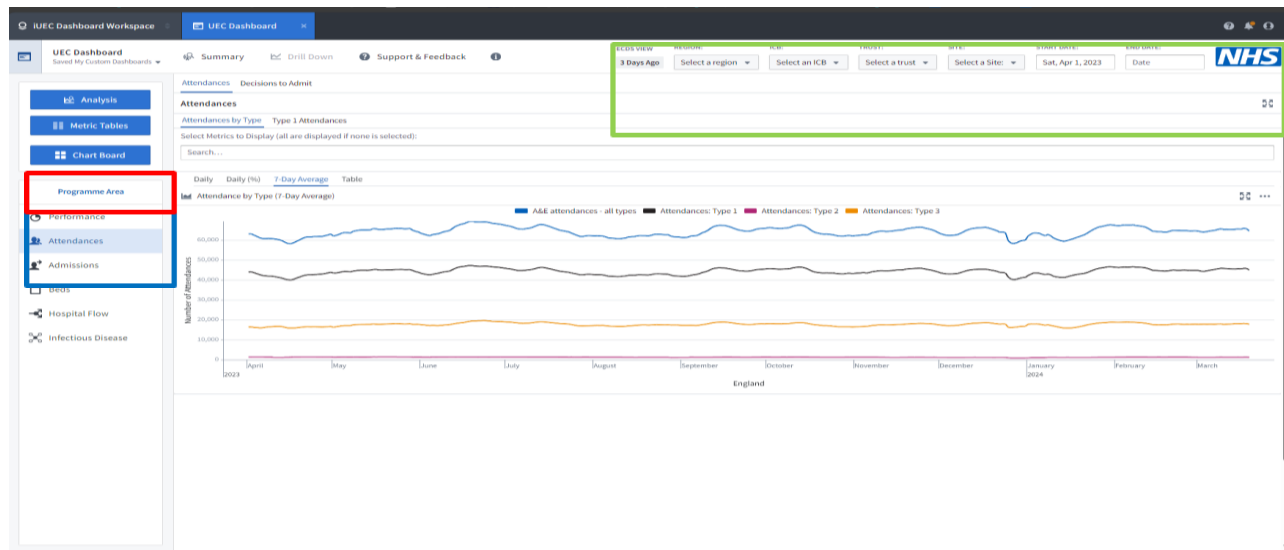 iUEC Dashboard Workspace
UEC Dashboard
UEC Dashboard
Saved My Custom Dashboards
Summary
Drill Down
Support & Feedback
ECDS VIEW
REGION:
ICB:
TRUST:
SITE:
START DATE:
END DATE:
3 Days Ago
Select a region
Select an ICB
Select a trust
Select a Site:
Sat, Apr 1, 2023
Date
NHS
Analysis
Metric Tables
Chart Board
Programme Area
Performance
Attendances
Admissions
Beds
Hospital Flow
Infectious Disease
Attendances Decisions to Admit
Attendances
Attendances by Type Type 1 Attendances
Select Metrics to Display (all are displayed if none is selected):
Search...
Daily Daily (%) 7-Day Average Table
Attendance by Type (7-Day Average)
A&E attendances - all types Attendances: Type 1 Attendances: Type 2 Attendances: Type 3
Number of Attendances
60,000
50,000
40,000
30,000
20,000
10,000
0
April May June July August September October November December January February March
2023 2024
England